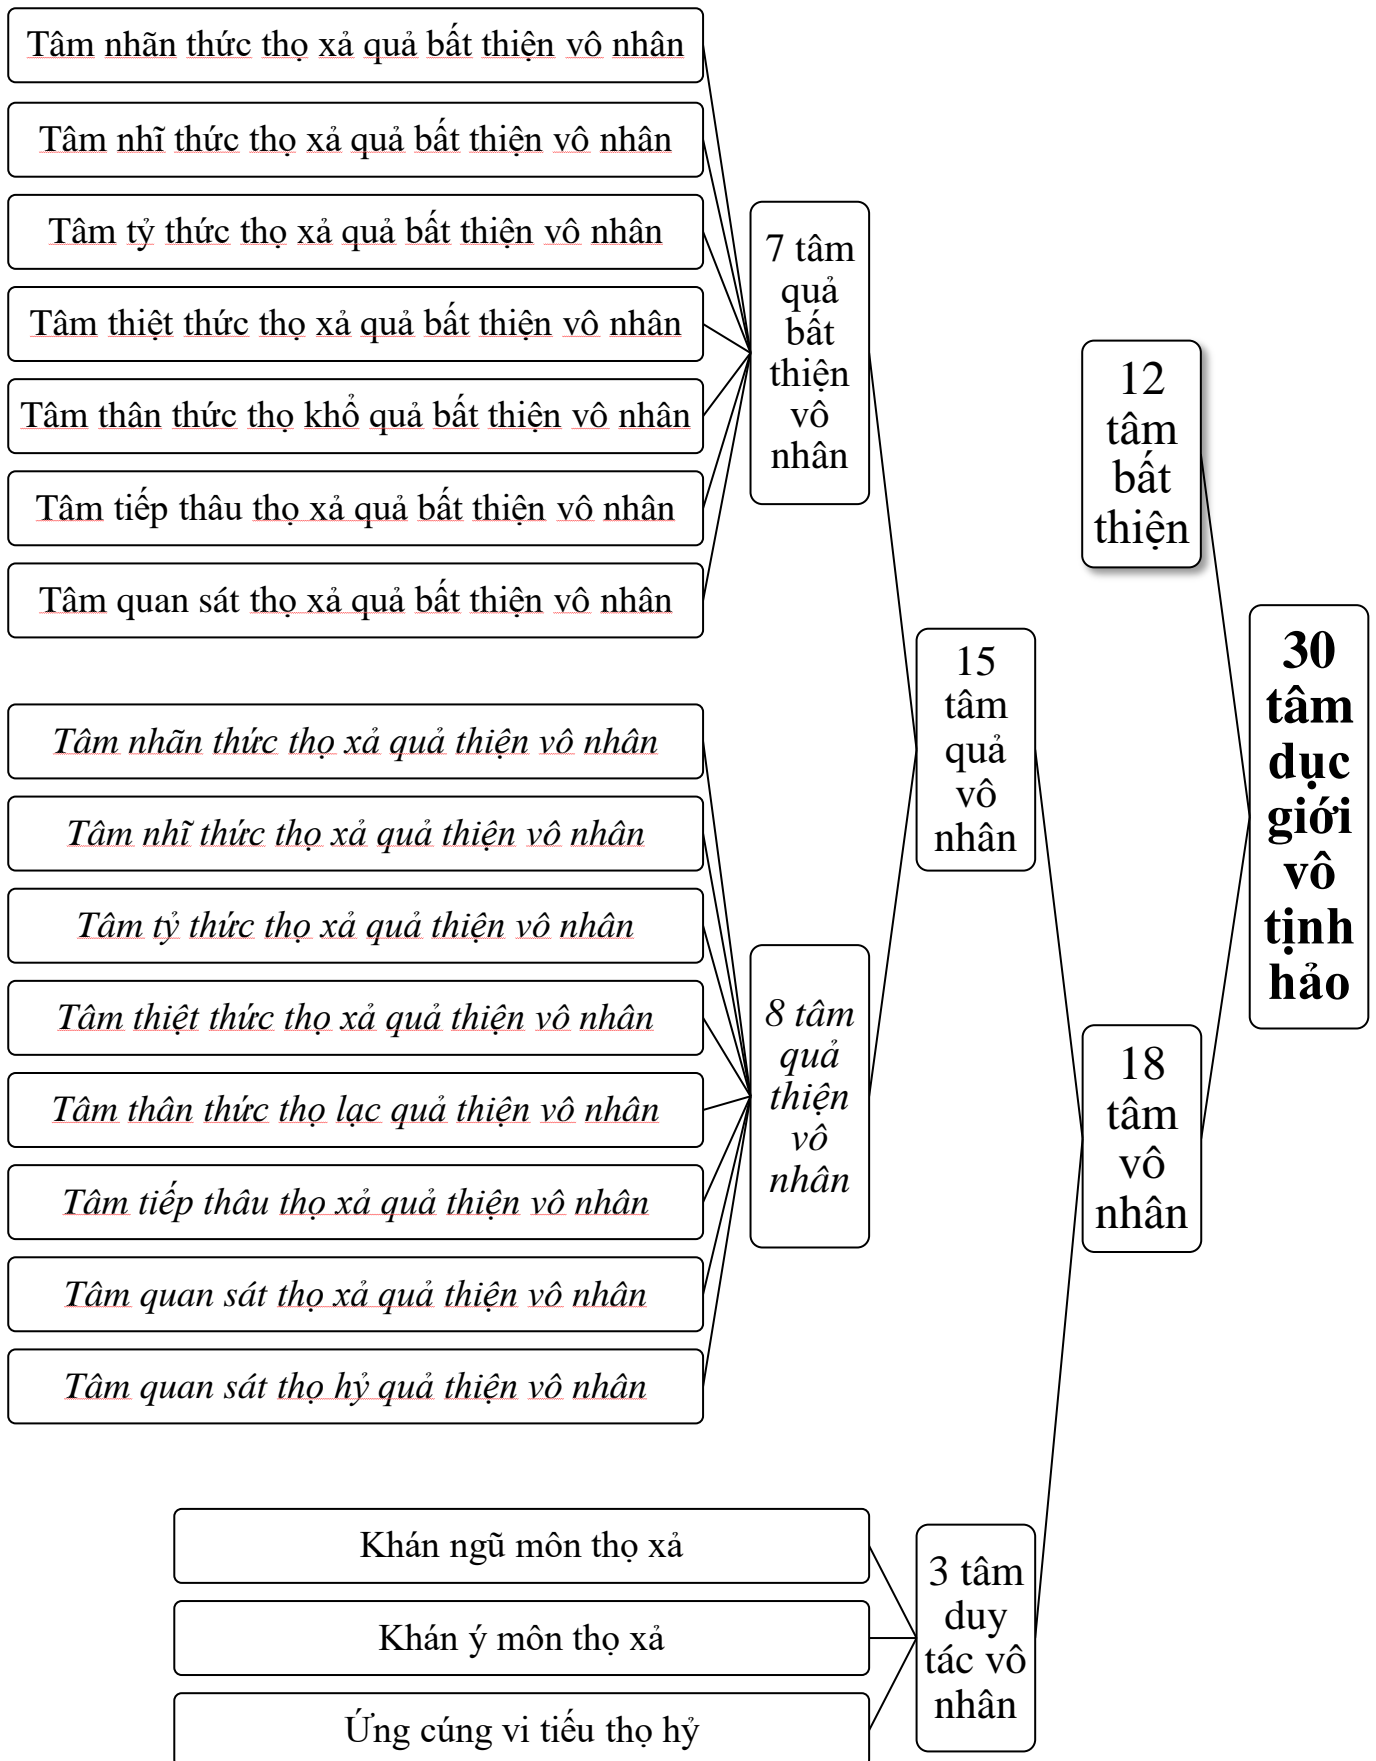 Tâm nhãn thức thọ xả quả bất thiện vô nhân
Tâm nhĩ thức thọ xả quả bất thiện vô nhân
Tâm tỷ thức thọ xả quả bất thiện vô nhân
Tâm thiệt thức thọ xả quả bất thiện vô nhân
Tâm thân thức thọ khổ quả bất thiện vô nhân
Tâm tiếp thâu thọ xả quả bất thiện vô nhân
Tâm quan sát thọ xả quả bất thiện vô nhân
7 tâm
quả
bất
thiện
vô
nhân
Tâm nhãn thức thọ xả quả thiện vô nhân
Tâm nhĩ thức thọ xả quả thiện vô nhân
Tâm tỷ thức thọ xả quả thiện vô nhân
Tâm thiệt thức thọ xả quả thiện vô nhân
Tâm thân thức thọ lạc quả thiện vô nhân
Tâm tiếp thâu thọ xả quả thiện vô nhân
Tâm quan sát thọ xả quả thiện vô nhân
Tâm quan sát thọ hỷ quả thiện vô nhân
8 tâm
quả
thiện
vô
nhân
15
tâm
quả
vô
nhân
Khán ngũ môn thọ xả
Khán ý môn thọ xả
Ứng cúng vi tiếu thọ hỷ
3 tâm
duy
tác vô
nhân
12
tâm
bất
thiện
18
tâm
vô
nhân
30
tâm
dục
giới
vô
tịnh
hảo